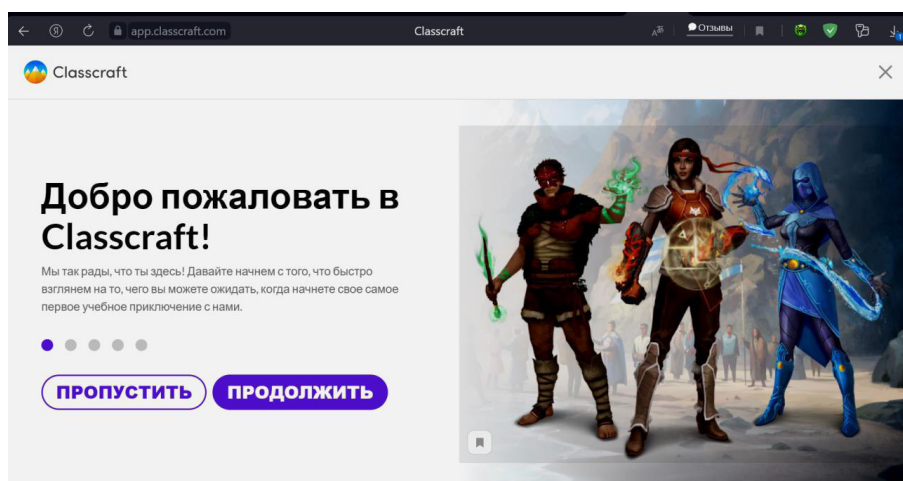 app.classcraft.com
Classcraft
Отзывы
Classcraft
Добро пожаловать в
Classcraft!
Мы так рады, что ты здесь! Давайте начнем с того, что быстро
взглянем на то, чего вы можете ожидать, когда начнете свое самое
первое учебное приключение с нами.
ПРОПУСТИТЬ
ПРОДОЛЖИТЬ